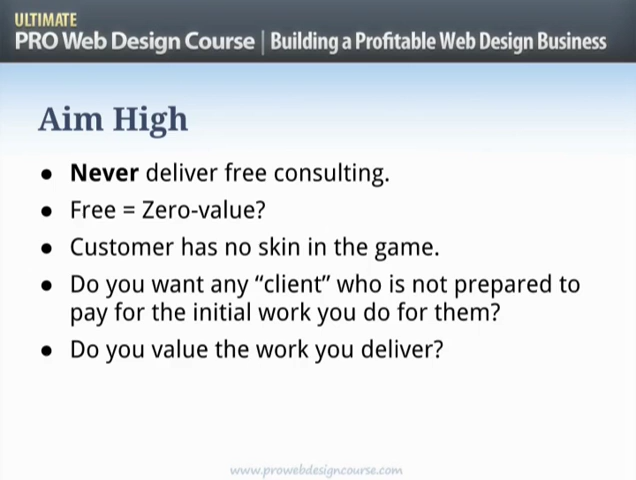 ULTIMATE
PRO Web Design Course | Building a Profitable Web Design Business
Aim High
● Never deliver free consulting.
● Free = Zero-value?
● Customer has no skin in the game.
● Do you want any “client” who is not prepared to
pay for the initial work you do for them?
● Do you value the work you deliver?
www.prowebdesigncourse.com